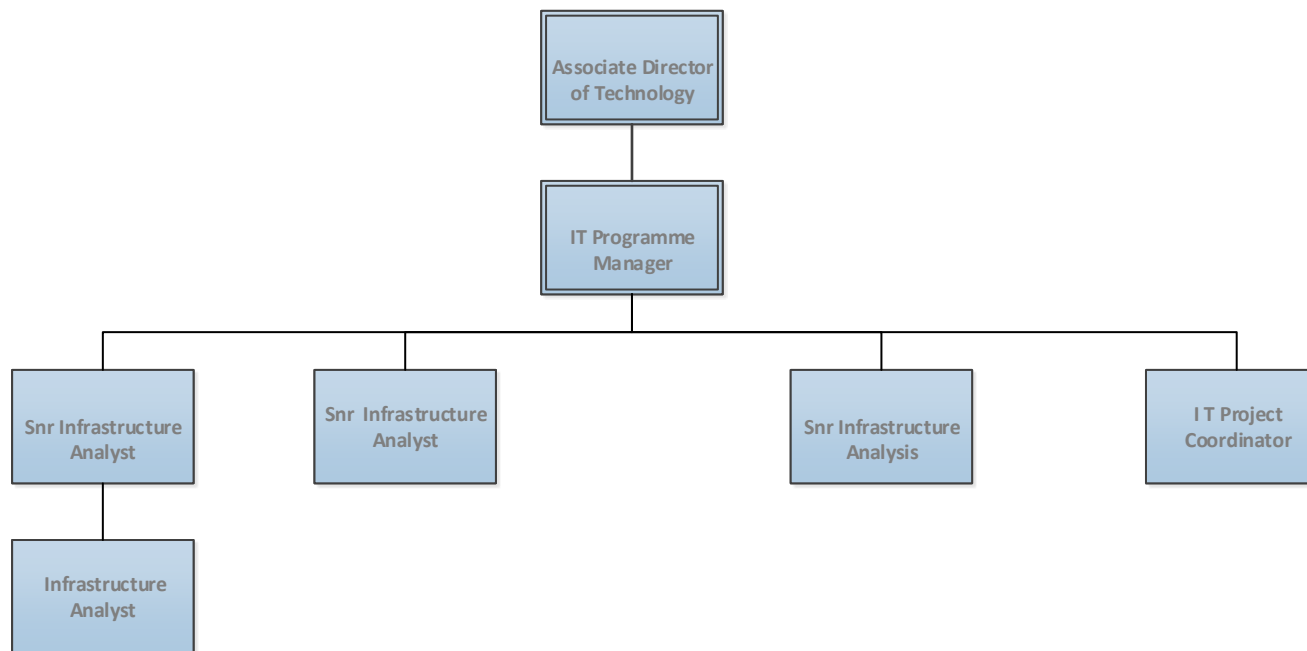 Associate Director
of Technology
IT Programme
Manager
Snr Infrastructure
Analyst
Snr  Infrastructure
Analyst
Snr Infrastructure
Analysis
I T Project
Coordinator
Infrastructure
Analyst